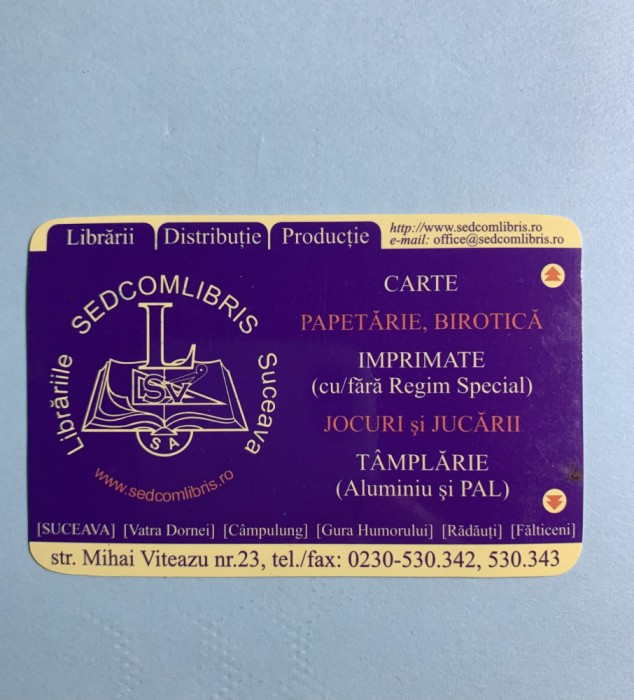 Librării Distribuție Producție
http://www.sedcomlibris.ro
e-mail: office@sedcomlibris.ro
Librăriile SEDCOMLIBRIS Suceava
L
S A
www.sedcomlibris.ro
CARTE
PAPETĂRIE, BIROTICĂ
IMPRIMATE
(cu/fără Regim Special)
JOCURI și JUCĂRII
TÂMPLĂRIE
(Aluminiu și PAL)
[SUCEAVA] [Vatra Dornei] [Câmpulung] [Gura Humorului] [Rădăuți] [Fălticeni]
str. Mihai Viteazu nr.23, tel./fax: 0230-530.342, 530.343